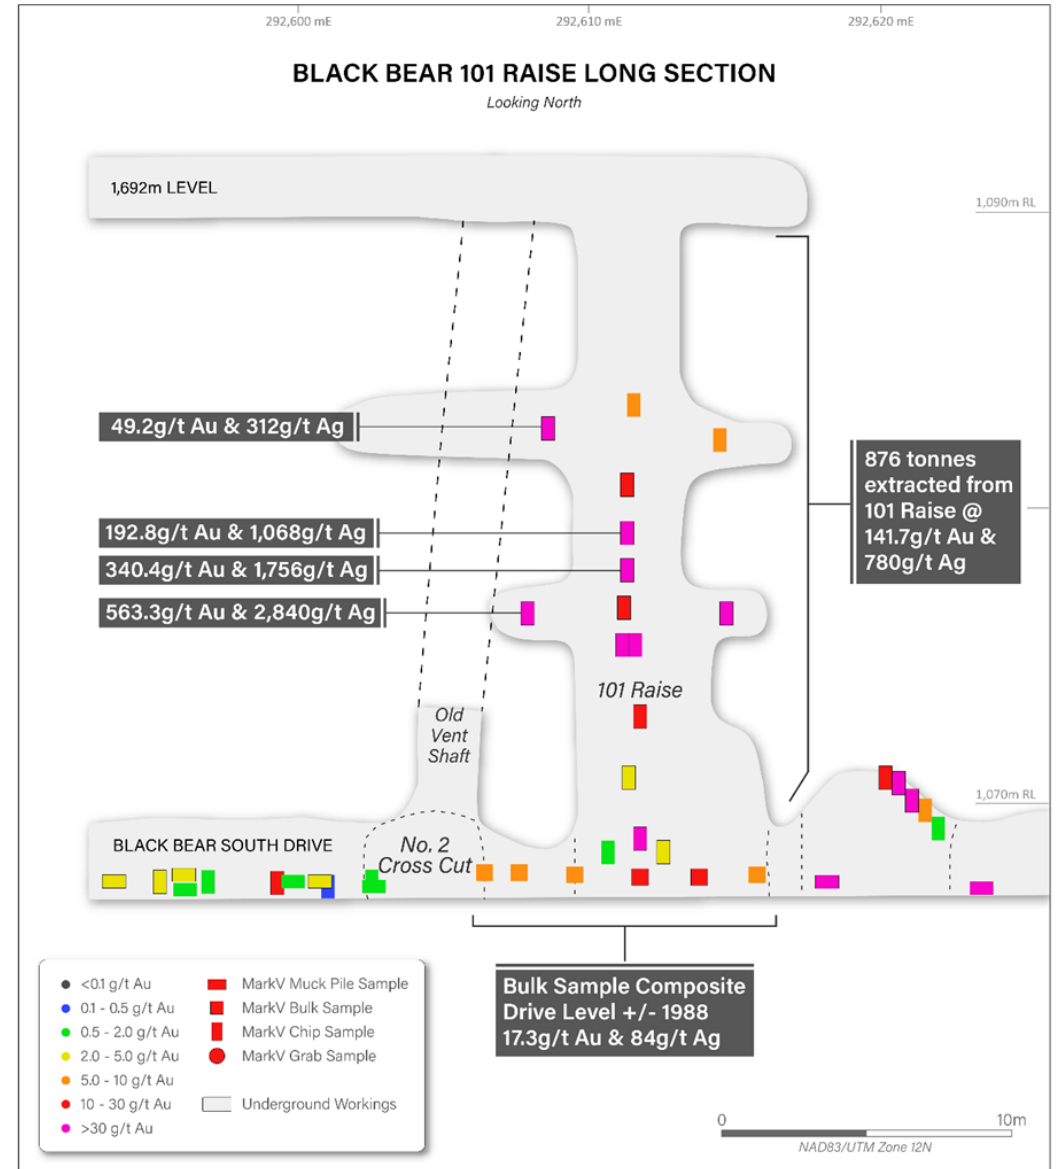 292,600 mE
292,610 mE
292,620 mE
BLACK BEAR 101 RAISE LONG SECTION
Looking North
1,692m LEVEL
1,090m RL
49.2g/t Au & 312g/t Ag
876 tonnes
extracted from
101 Raise @
141.7g/t Au &
780g/t Ag
192.8g/t Au & 1,068g/t Ag
340.4g/t Au & 1,756g/t Ag
563.3g/t Au & 2,840g/t Ag
101 Raise
Old
Vent
Shaft
1,070m RL
BLACK BEAR SOUTH DRIVE
No. 2
Cross Cut
Bulk Sample Composite
Drive Level +/- 1988
17.3g/t Au & 84g/t Ag
<0.1 g/t Au
0.1 - 0.5 g/t Au
0.5 - 2.0 g/t Au
2.0 - 5.0 g/t Au
5.0 - 10 g/t Au
10 - 30 g/t Au
>30 g/t Au
MarkV Muck Pile Sample
MarkV Bulk Sample
MarkV Chip Sample
MarkV Grab Sample
Underground Workings
0 10m
NAD83/UTM Zone 12N